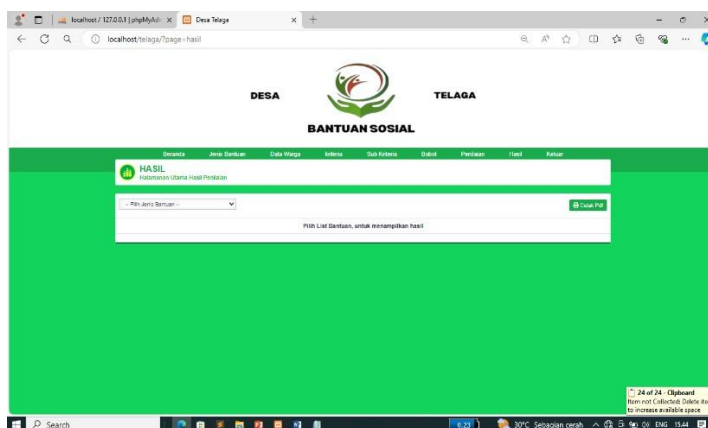 localhost / 127.0.0.1 | phpMyAdm
Desa Telaga
localhost/telaga/?page=hasil
DESA
TELAGA
BANTUAN SOSIAL
Beranda Jenis Bantuan Data Warga kriteria Sub Kriteria Bobot Penilaian Hasil Keluar
HASIL
Halamanan Utama Hasil Penilaian
-- Pilih Jenis Bantuan --
Cetak Pdf
Pilih List Bantuan, untuk menampilkan hasil
24 of 24 - Clipboard
Item not Collected: Delete ite
to increase available space
Search
0.23
30°C Sebagian cerah
ENG
15.44